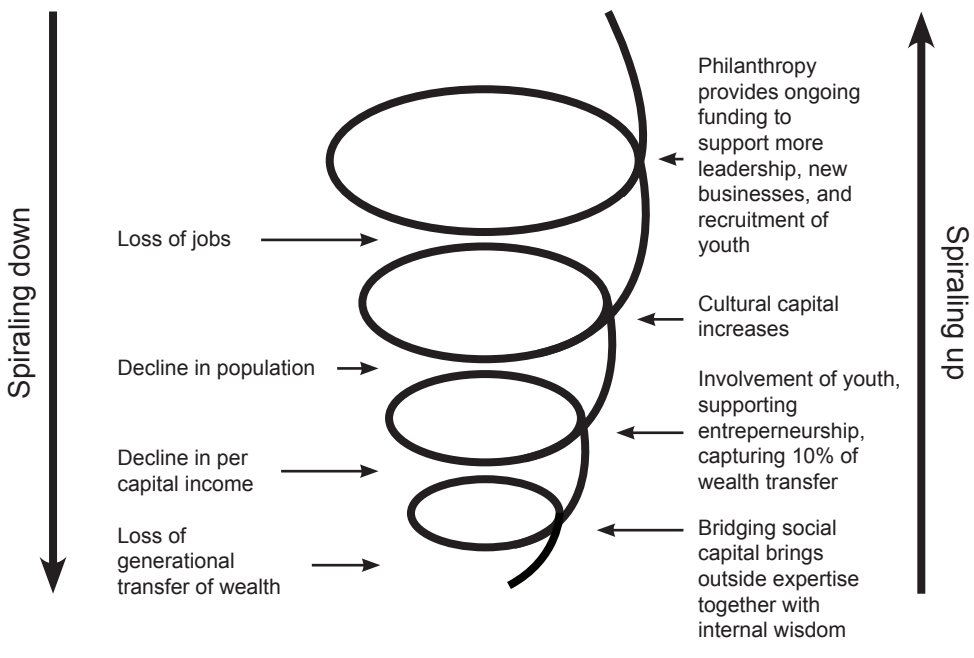 Spiraling down
Loss of jobs
Decline in population
Decline in per
capital income
Loss of
generational
transfer of wealth
Philanthropy
provides ongoing
funding to
support more
leadership, new
businesses, and
recruitment of
youth
Cultural capital
increases
Involvement of youth,
supporting
entreperneurship,
capturing 10% of
wealth transfer
Bridging social
capital brings
outside expertise
together with
internal wisdom
Spiraling up